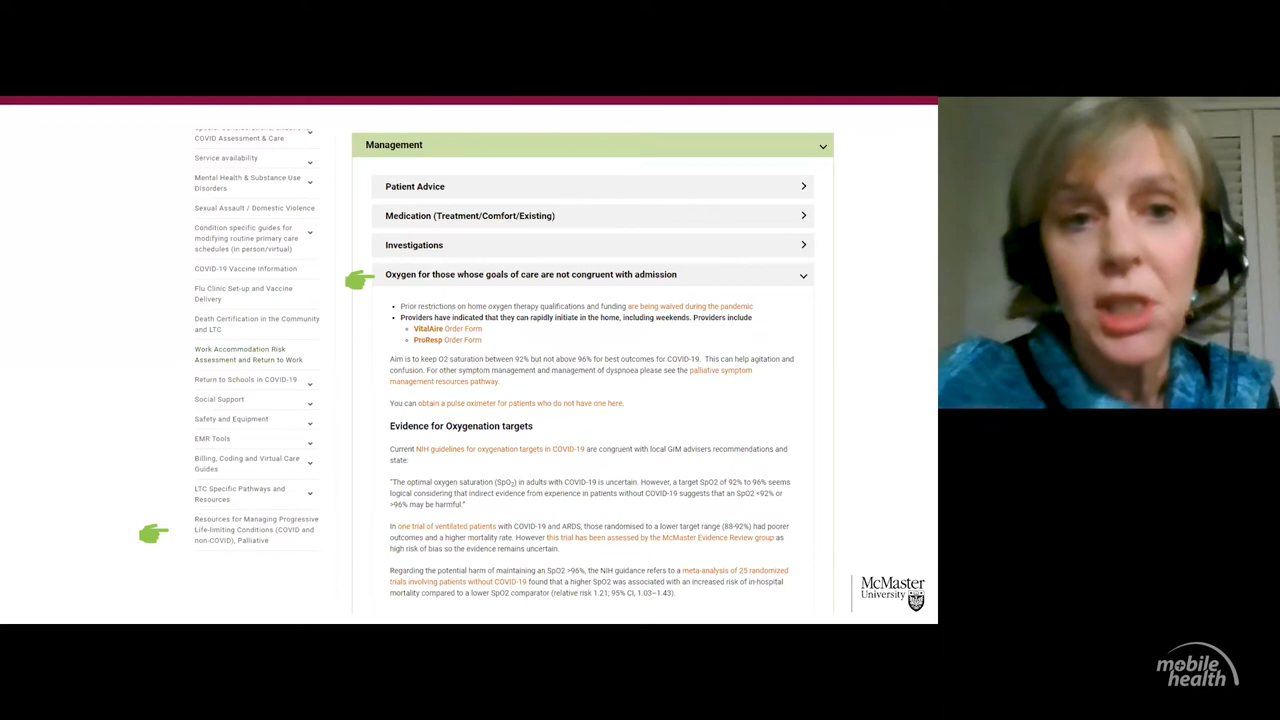 COVID Assessment & Care
Service availability
Mental Health & Substance Use
Disorders
Sexual Assault / Domestic Violence
Condition specific guides for
modifying routine primary care
schedules (in person/virtual)
COVID-19 Vaccine information
Flu Clinic Set-up and Vaccine
Delivery
Death Certification in the Community
and LTC
Work Accommodation Risk
Assessment and Return to Work
Return to Schools in COVID-19
Social Support
Safety and Equipment
EMR Tools
Billing, Coding and Virtual Care
Guides
LTC Specific Pathways and
Resources
Resources for Managing Progressive
Life-limiting Conditions (COVID and
non-COVID), Palliative
Management
Patient Advice
Medication (Treatment/Comfort/Existing)
Investigations
Oxygen for those whose goals of care are not congruent with admission
Prior restrictions on home oxygen therapy qualifications and funding are being waived during the pandemic
Providers have indicated that they can rapidly initiate in the home, including weekends. Providers include
VitalAire Order Form
ProResp Order Form
Aim is to keep O2 saturation between 92% but not above 96% for best outcomes for COVID-19. This can help agitation and
confusion. For other symptom management and management of dyspnoea please see the palliative symptom
management resources pathway.
You can obtain a pulse oximeter for patients who do not have one here.
Evidence for Oxygenation targets
Current NIH guidelines for oxygenation targets in COVID-19 are congruent with local GIM advisers recommendations and
state:
"The optimal oxygen saturation (SpO2) in adults with COVID-19 is uncertain. However, a target SpO2 of 92% to 96% seems
logical considering that indirect evidence from experience in patients without COVID-19 suggests that an SpO2 <92% or
>96% may be harmful."
In one trial of ventilated patients with COVID-19 and ARDS, those randomised to a lower target range (88-92%) had poorer
outcomes and a higher mortality rate. However this trial has been assessed by the McMaster Evidence Review group as
high risk of bias so the evidence remains uncertain.
Regarding the potential harm of maintaining an SpO2 >96%, the NIH guidance refers to a meta-analysis of 25 randomized
trials involving patients without COVID-19 found that a higher SpO2 was associated with an increased risk of in-hospital
mortality compared to a lower SpO2 comparator (relative risk 1.21; 95% CI, 1.03–1.43).
McMaster
University
mobile
health